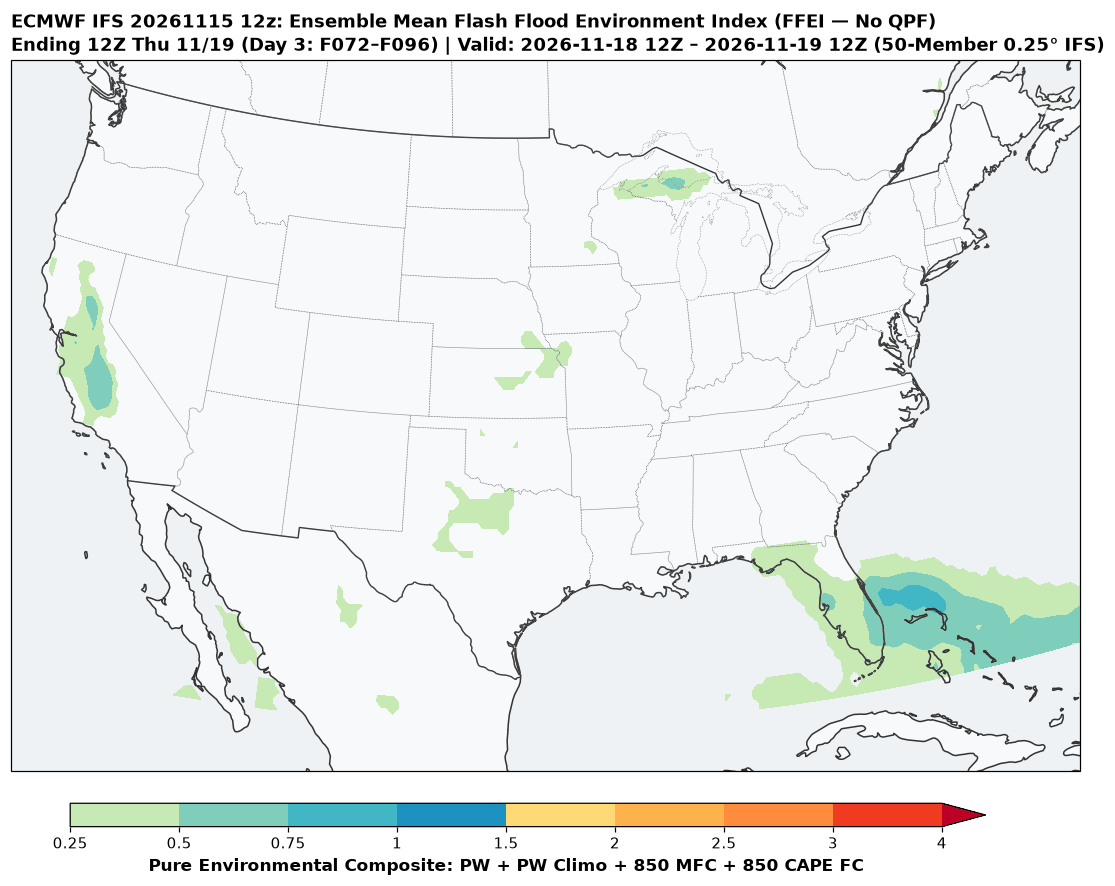 ECMWF IFS 20261115 12z: Ensemble Mean Flash Flood Environment Index (FFEI — No QPF)
Ending 12Z Thu 11/19 (Day 3: F072–F096) | Valid: 2026-11-18 12Z – 2026-11-19 12Z (50-Member 0.25° IFS)
0.25 0.5 0.75 1 1.5 2 2.5 3 4
Pure Environmental Composite: PW + PW Climo + 850 MFC + 850 CAPE FC